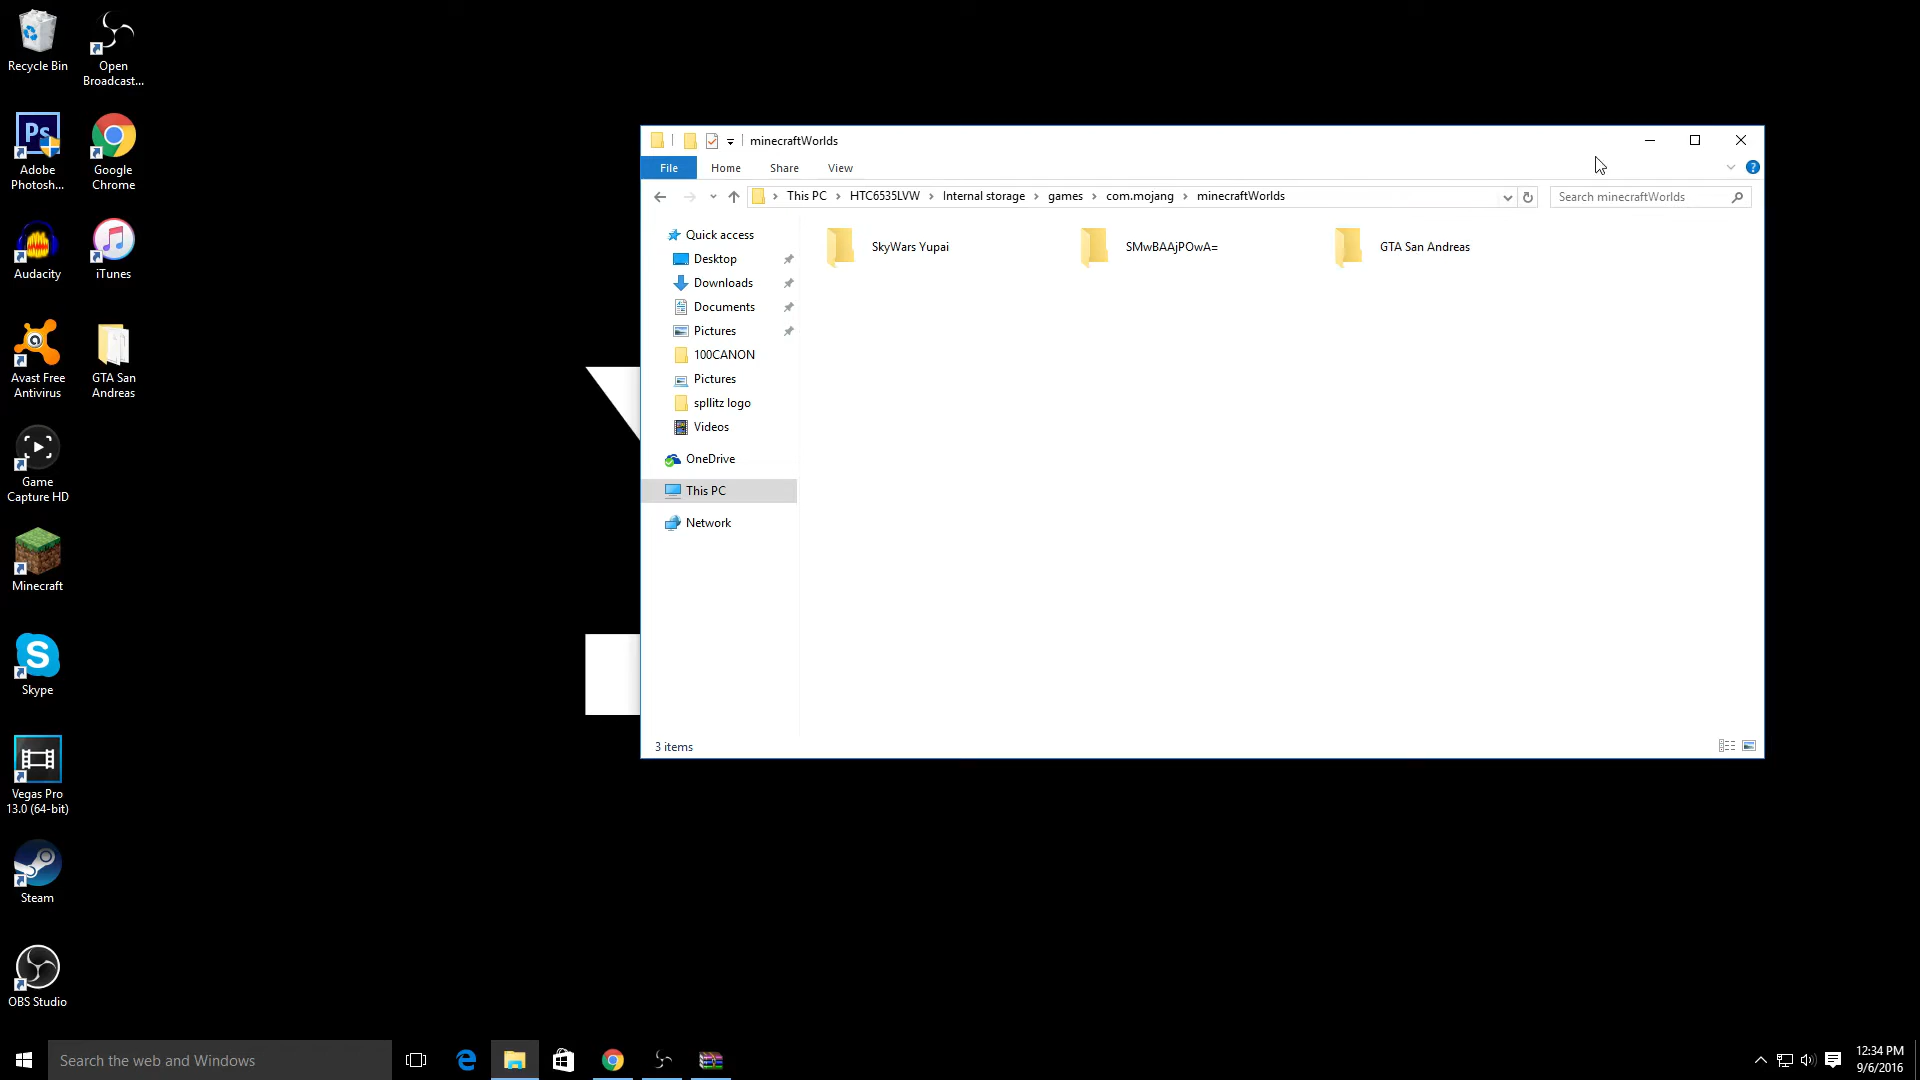 Recycle Bin
Open
Broadcast...
Adobe
Photosh...
Google
Chrome
Audacity
iTunes
Avast Free
Antivirus
GTA San
Andreas
Game
Capture HD
Minecraft
Skype
Vegas Pro
13.0 (64-bit)
Steam
OBS Studio
minecraftWorlds
File Home Share View
This PC HTC6535LVW Internal storage games com.mojang minecraftWorlds
Search minecraftWorlds
Quick access
Desktop
Downloads
Documents
Pictures
100CANON
Pictures
spllitz logo
Videos
OneDrive
This PC
Network
SkyWars Yupai
SMwBAAjPOwA=
GTA San Andreas
3 items
Search the web and Windows
12:34 PM
9/6/2016